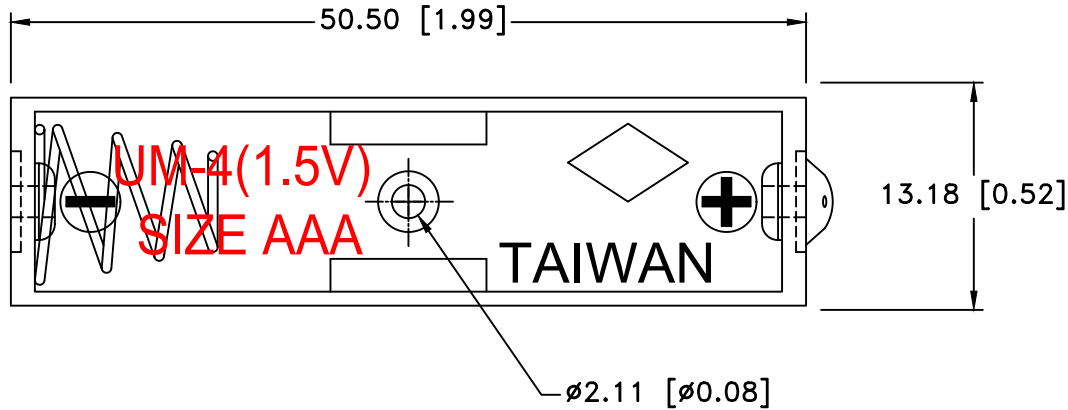 50.50 [1.99]
UM-4(1.5V)
SIZE AAA
13.18 [0.52]
TAIWAN
ø2.11 [ø0.08]